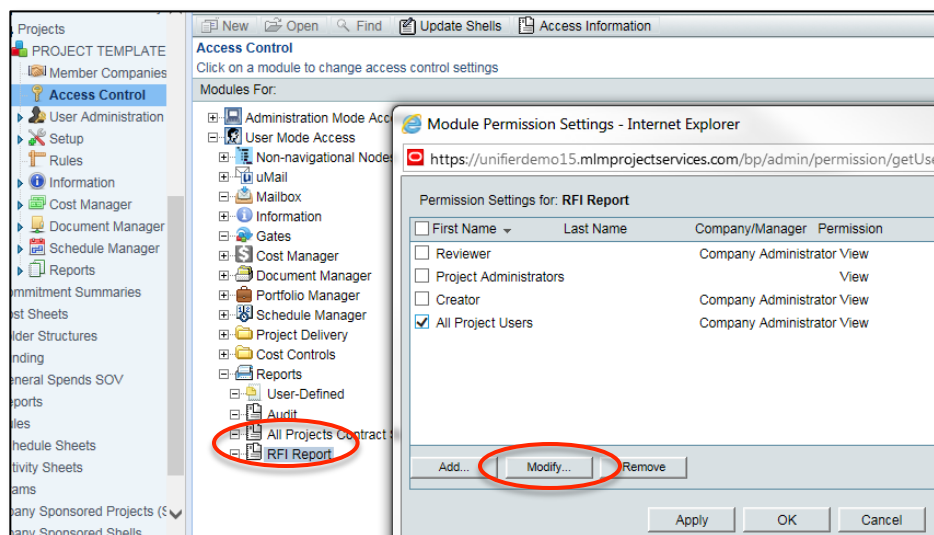 New Open Find Update Shells Access Information
Access Control
Click on a module to change access control settings
Modules For:
Projects
PROJECT TEMPLATE
Member Companies
Access Control
User Administration
Setup
Rules
Information
Cost Manager
Document Manager
Schedule Manager
Reports
ommitment Summaries
st Sheets
lder Structures
nding
eneral Spends SOV
ports
les
hedule Sheets
tivity Sheets
ams
pany Sponsored Projects (S
pany Sponsored Shells
Administration Mode Acc
User Mode Access
Non-navigational Nodes
uMail
Mailbox
Information
Gates
Cost Manager
Document Manager
Portfolio Manager
Schedule Manager
Project Delivery
Cost Controls
Reports
User-Defined
Audit
All Projects Contract S
RFI Report
Module Permission Settings - Internet Explorer
https://unifierdemo15.mlmprojectservices.com/bp/admin/permission/getUse
Permission Settings for: RFI Report
First Name Last Name Company/Manager Permission
Reviewer Company Administrator View
Project Administrators View
Creator Company Administrator View
All Project Users Company Administrator View
Add... Modify... Remove
Apply OK Cancel